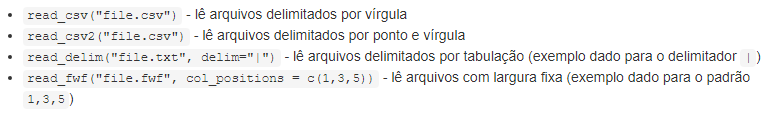 • read_csv("file.csv") - lê arquivos delimitados por vírgula
• read_csv2("file.csv") - lê arquivos delimitados por ponto e vírgula
• read_delim("file.txt", delim="|") - lê arquivos delimitados por tabulação (exemplo dado para o delimitador | )
• read_fwf("file.fwf", col_positions = c(1,3,5)) - lê arquivos com largura fixa (exemplo dado para o padrão
1,3,5 )